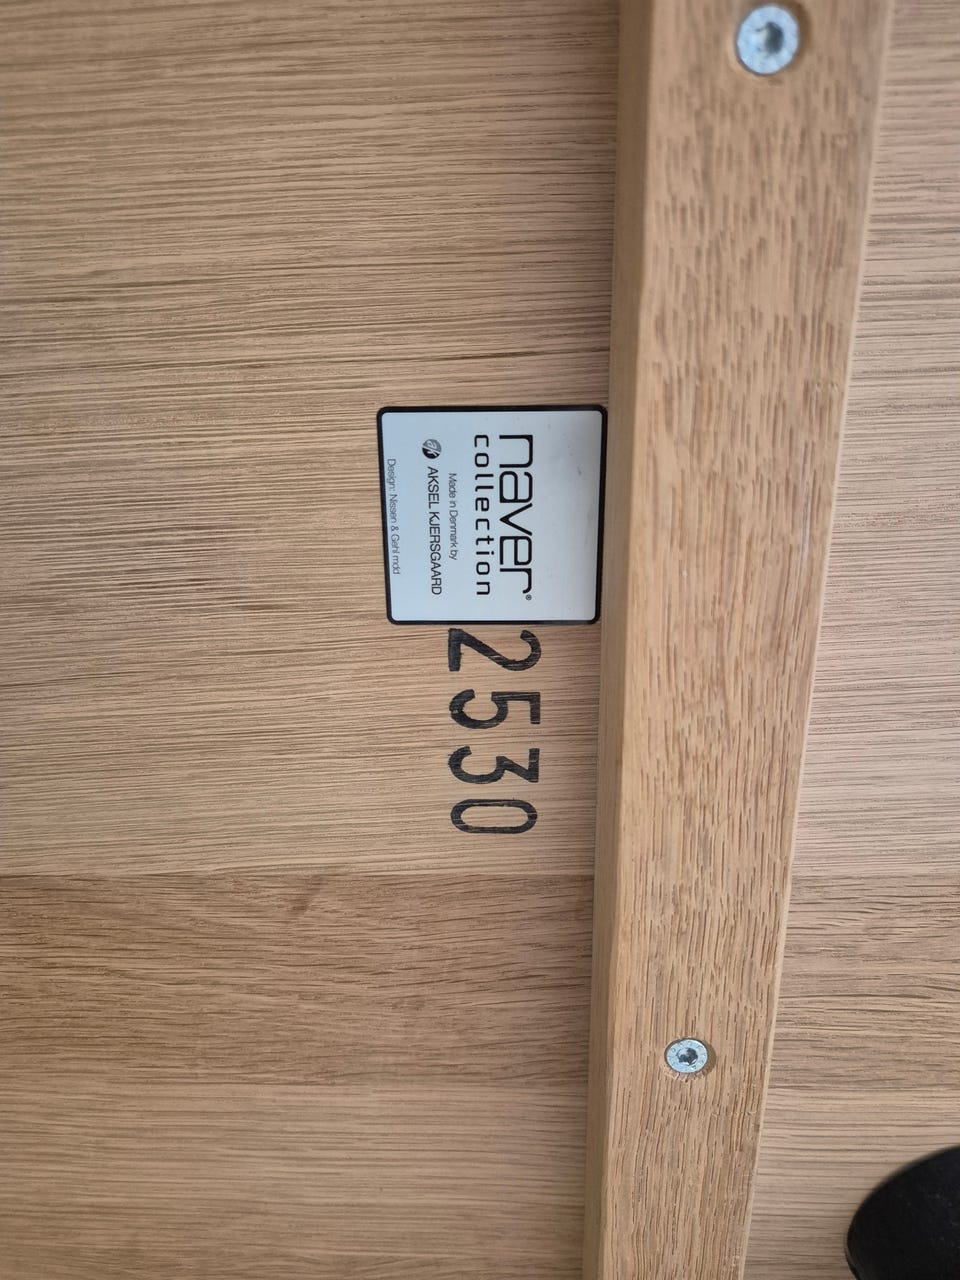 naver®
collection
Made in Denmark by
AKSEL KJERSGAARD
Design: Nissen & Gehl mdd
2530